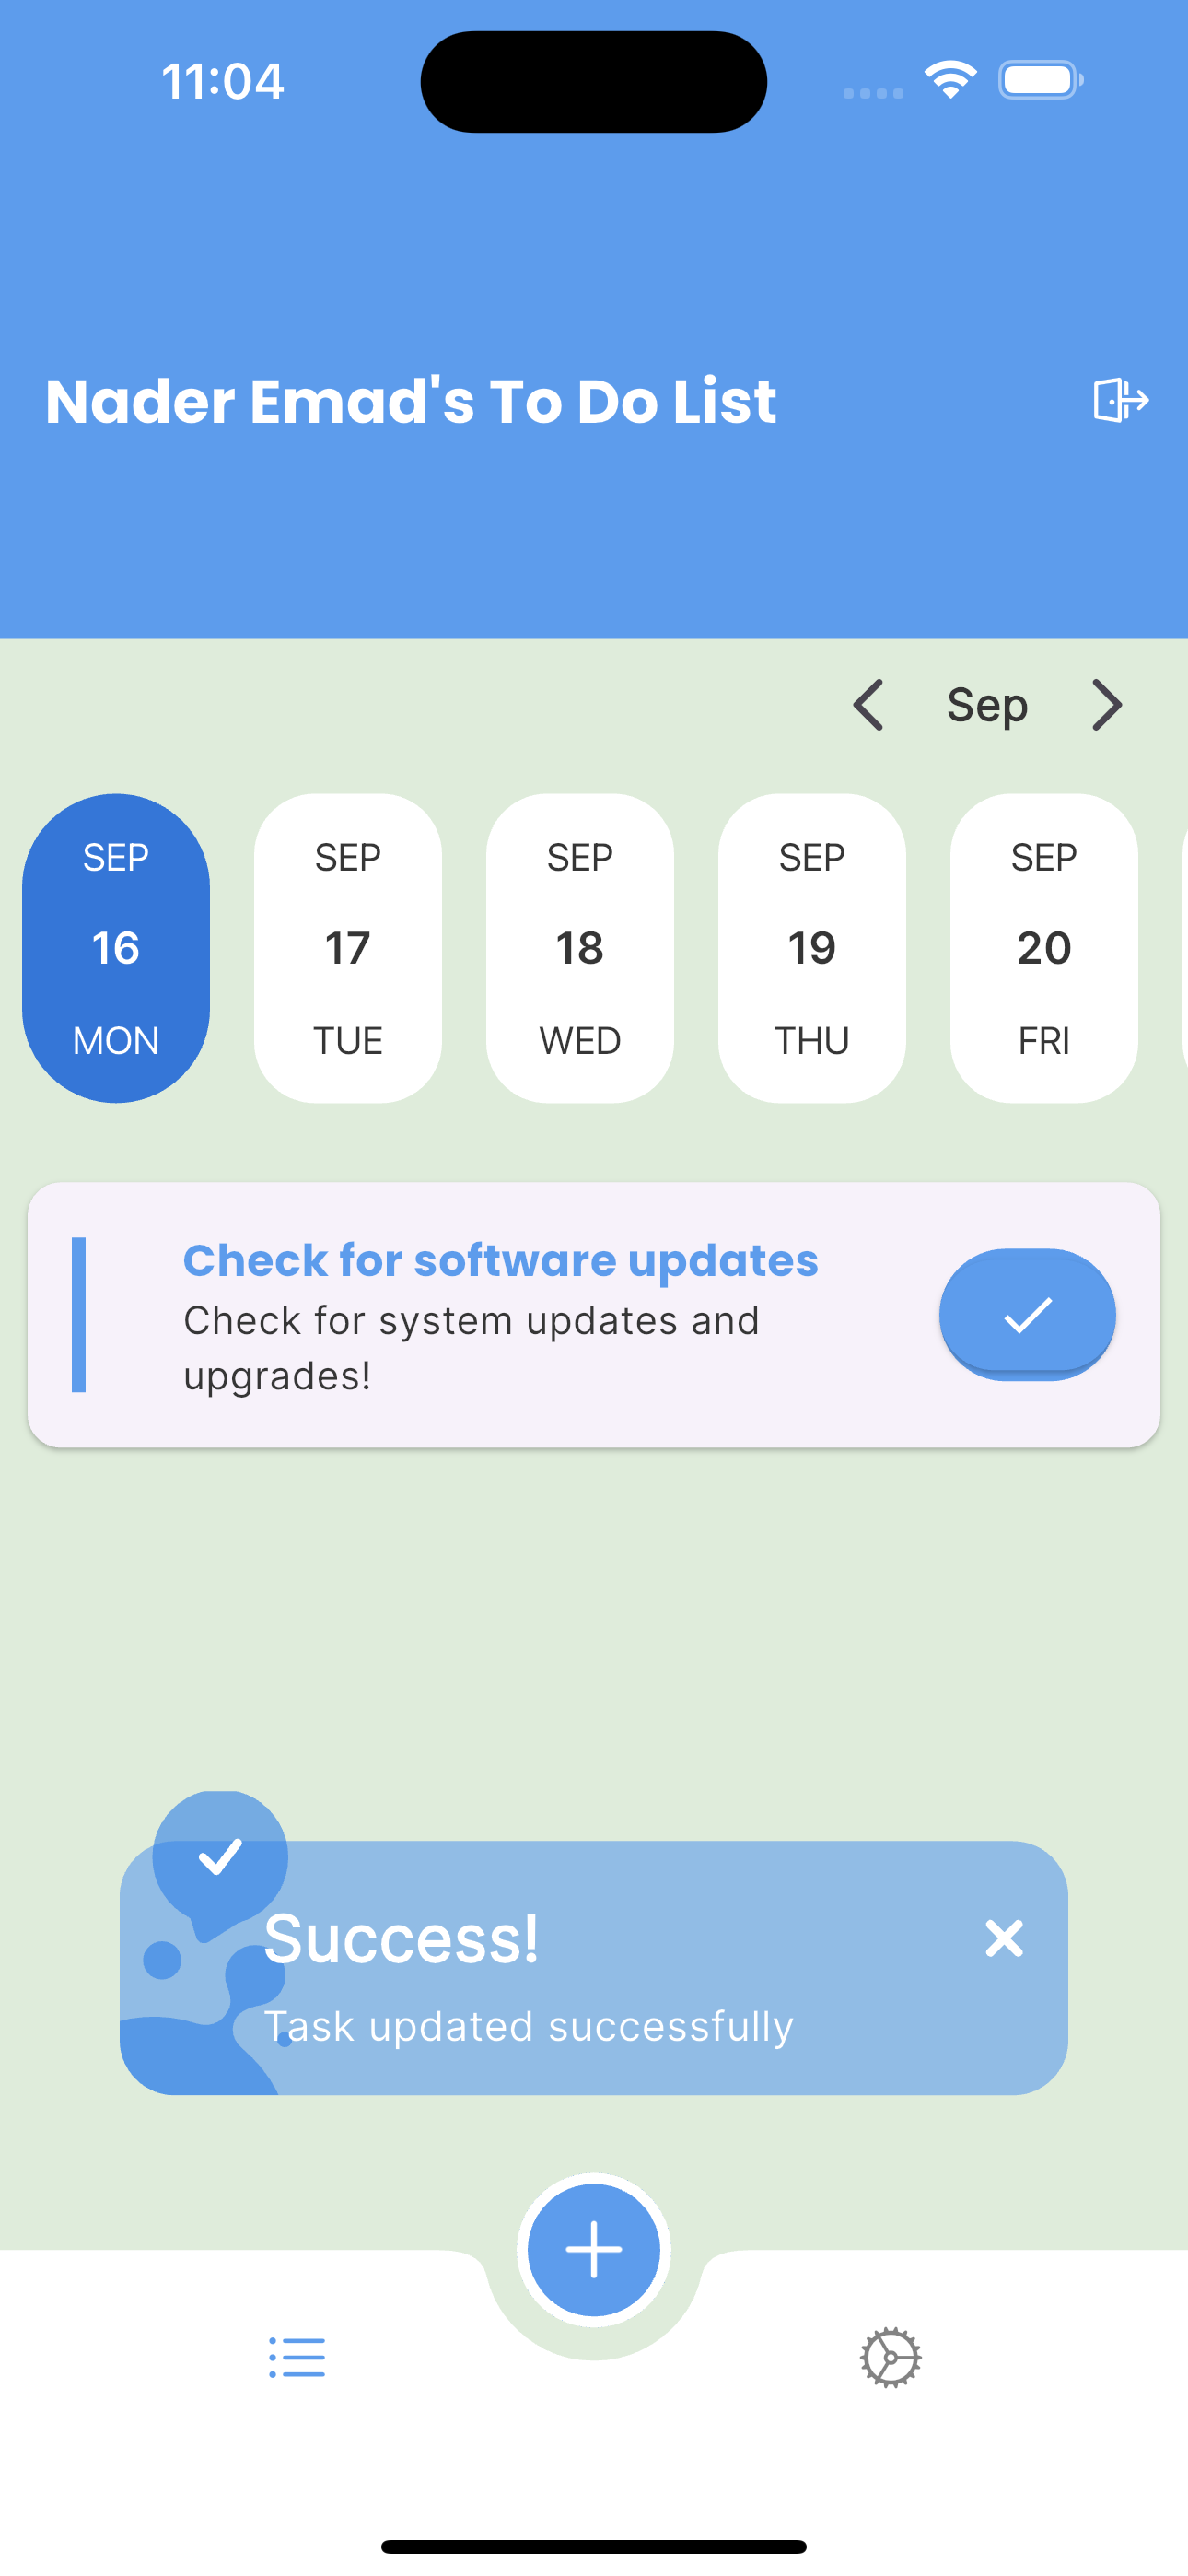 11:04
Nader Emad's To Do List
Sep
SEP SEP SEP SEP SEP
16 17 18 19 20
MON TUE WED THU FRI
Check for software updates
Check for system updates and
upgrades!
Success!
Task updated successfully